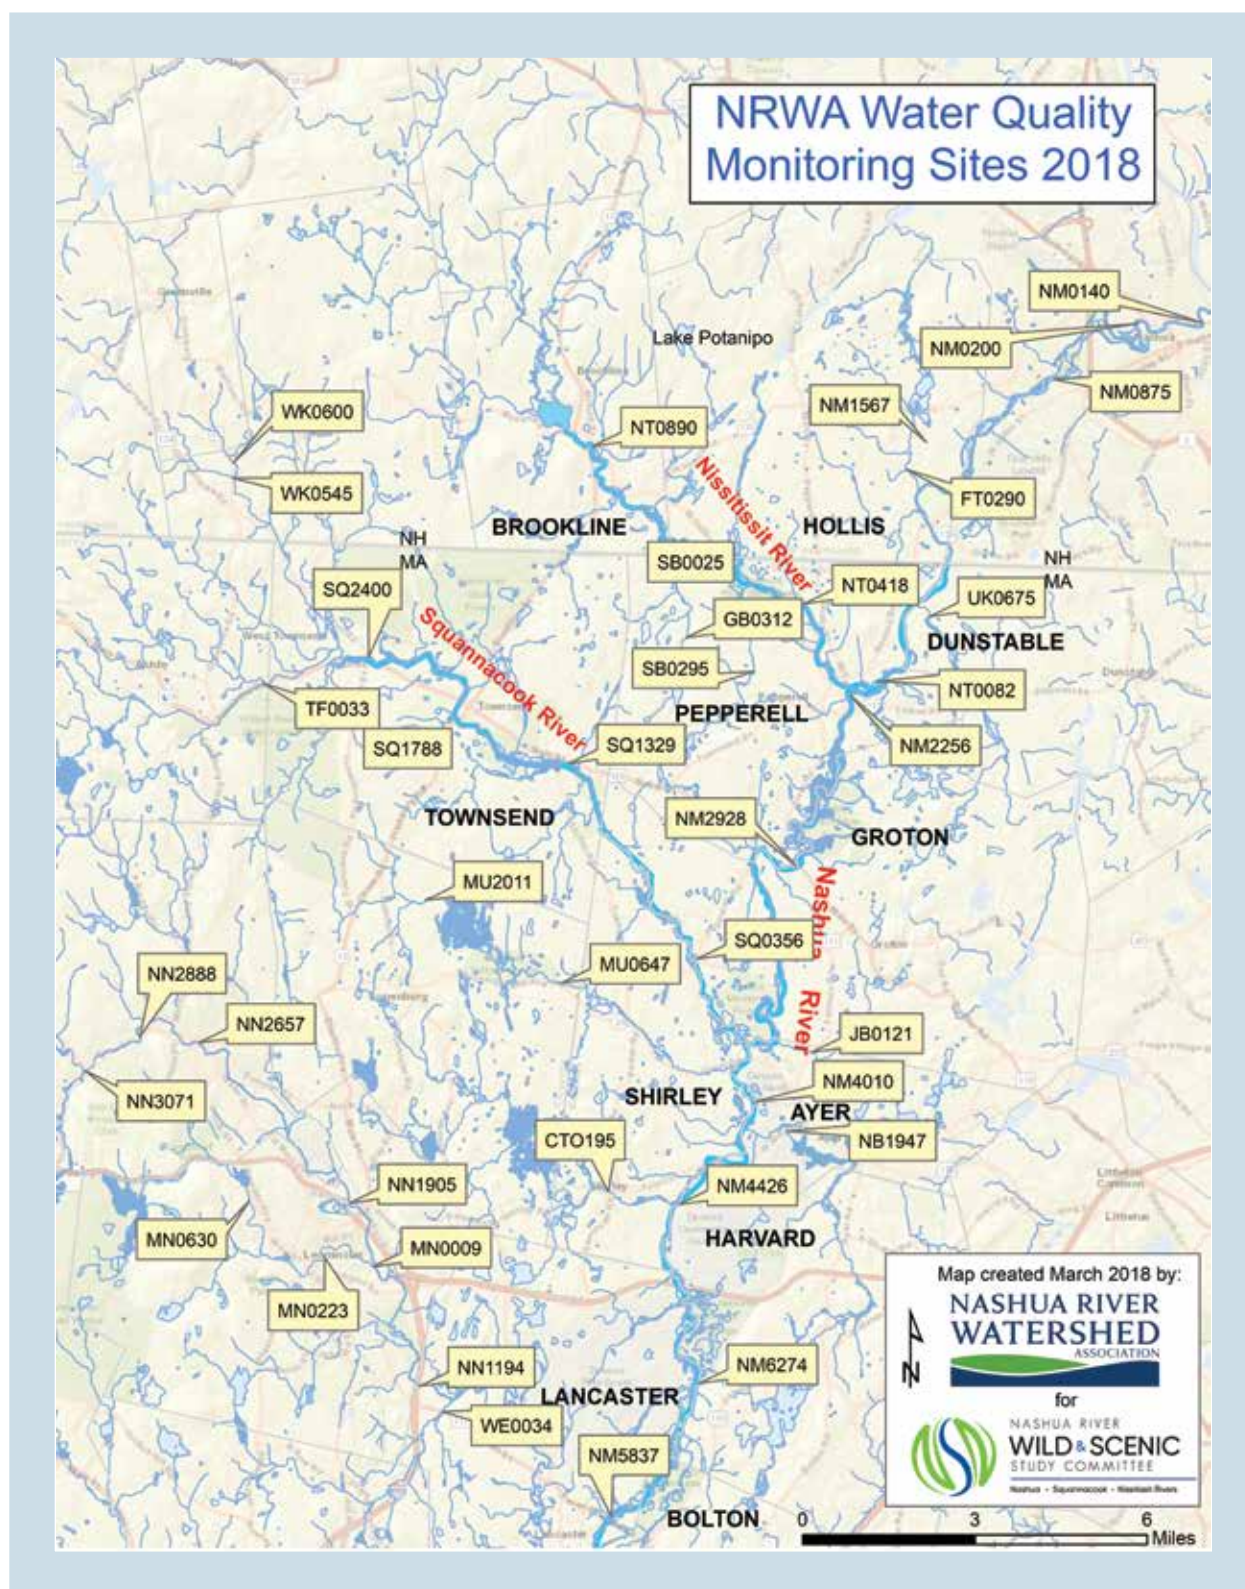 NRWA Water Quality
Monitoring Sites 2018
NM0140
NM0200
Lake Potanipo
NM0875
NM1567
WK0600
NT0890
WK0545
FT0290
Nissitissit River
BROOKLINE
HOLLIS
NH
MA
NH
MA
SB0025
SQ2400
NT0418
UK0675
GB0312
Squannacook River
DUNSTABLE
SB0295
NT0082
TF0033
PEPPERELL
SQ1788
SQ1329
NM2256
TOWNSEND
NM2928
GROTON
MU2011
Nashua River
SQ0356
MU0647
NN2888
NN2657
JB0121
NN3071
NM4010
SHIRLEY
AYER
CTO195
NB1947
NN1905
NM4426
MN0630
MN0009
HARVARD
MN0223
NN1194
NM6274
LANCASTER
WE0034
NM5837
BOLTON
Map created March 2018 by:
NASHUA RIVER
WATERSHED
ASSOCIATION
for
NASHUA RIVER
WILD & SCENIC
STUDY COMMITTEE
Nashua • Squannacook • Nissitissit Rivers
N
0 3 6
Miles